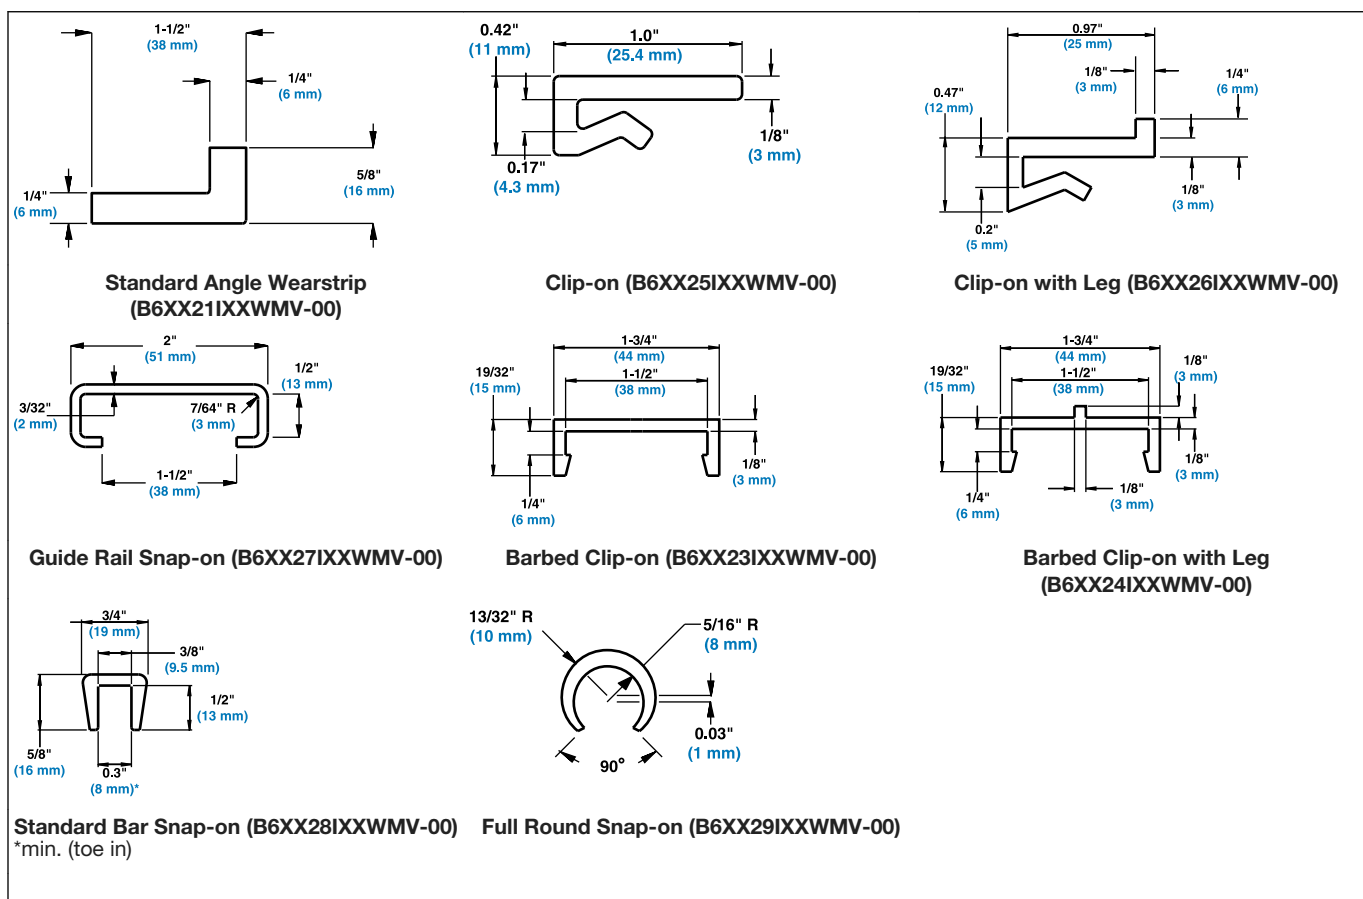 1-1/2"
(38 mm)
1/4"
(6 mm)
5/8"
(16 mm)
1/4"
(6 mm)
Standard Angle Wearstrip
(B6XX21IXXWMV-00)
0.42"
(11 mm)
1.0"
(25.4 mm)
1/8"
(3 mm)
0.17"
(4.3 mm)
Clip-on (B6XX25IXXWMV-00)
0.97"
(25 mm)
1/8"
(3 mm)
1/4"
(6 mm)
0.47"
(12 mm)
1/8"
(3 mm)
0.2"
(5 mm)
Clip-on with Leg (B6XX26IXXWMV-00)
2"
(51 mm)
1/2"
(13 mm)
3/32"
(2 mm)
7/64" R
(3 mm)
1-1/2"
(38 mm)
Guide Rail Snap-on (B6XX27IXXWMV-00)
1-3/4"
(44 mm)
19/32"
(15 mm)
1-1/2"
(38 mm)
1/8"
(3 mm)
1/4"
(6 mm)
Barbed Clip-on (B6XX23IXXWMV-00)
1-3/4"
(44 mm)
1/8"
(3 mm)
19/32"
(15 mm)
1-1/2"
(38 mm)
1/8"
(3 mm)
1/4"
(6 mm)
1/8"
(3 mm)
Barbed Clip-on with Leg
(B6XX24IXXWMV-00)
3/4"
(19 mm)
3/8"
(9.5 mm)
1/2"
(13 mm)
5/8"
(16 mm)
0.3"
(8 mm)*
Standard Bar Snap-on (B6XX28IXXWMV-00)
*min. (toe in)
13/32" R
(10 mm)
5/16" R
(8 mm)
0.03"
(1 mm)
90°
Full Round Snap-on (B6XX29IXXWMV-00)